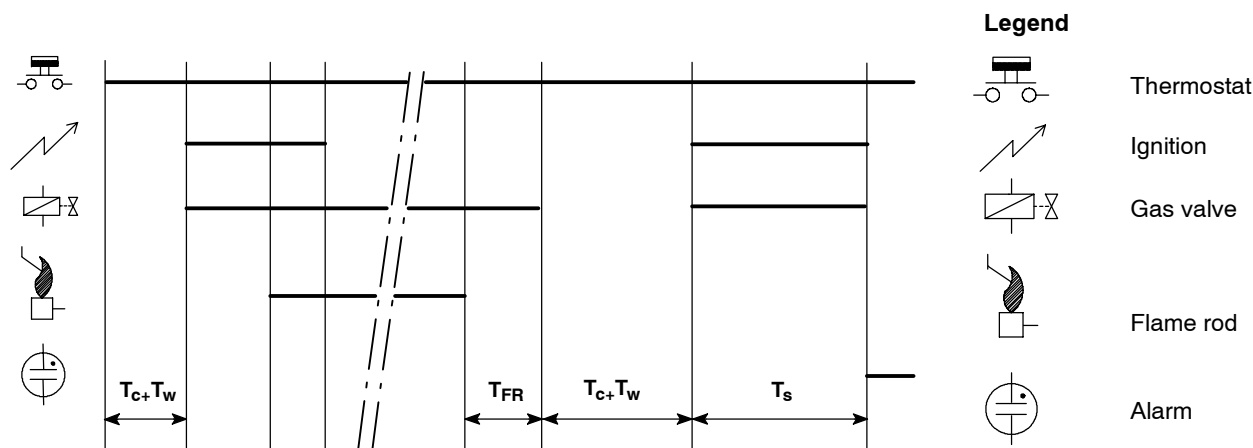 Legend
Thermostat
Ignition
Gas valve
Flame rod
Alarm
Tc+Tw
TFR
Tc+Tw
Ts